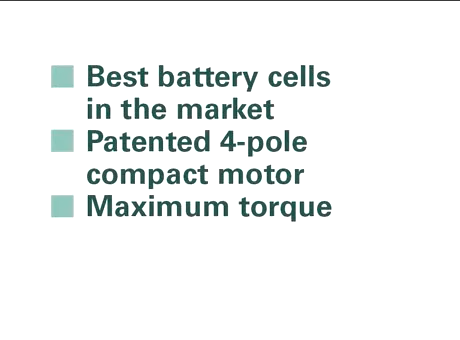 Best battery cells
in the market
Patented 4-pole
compact motor
Maximum torque